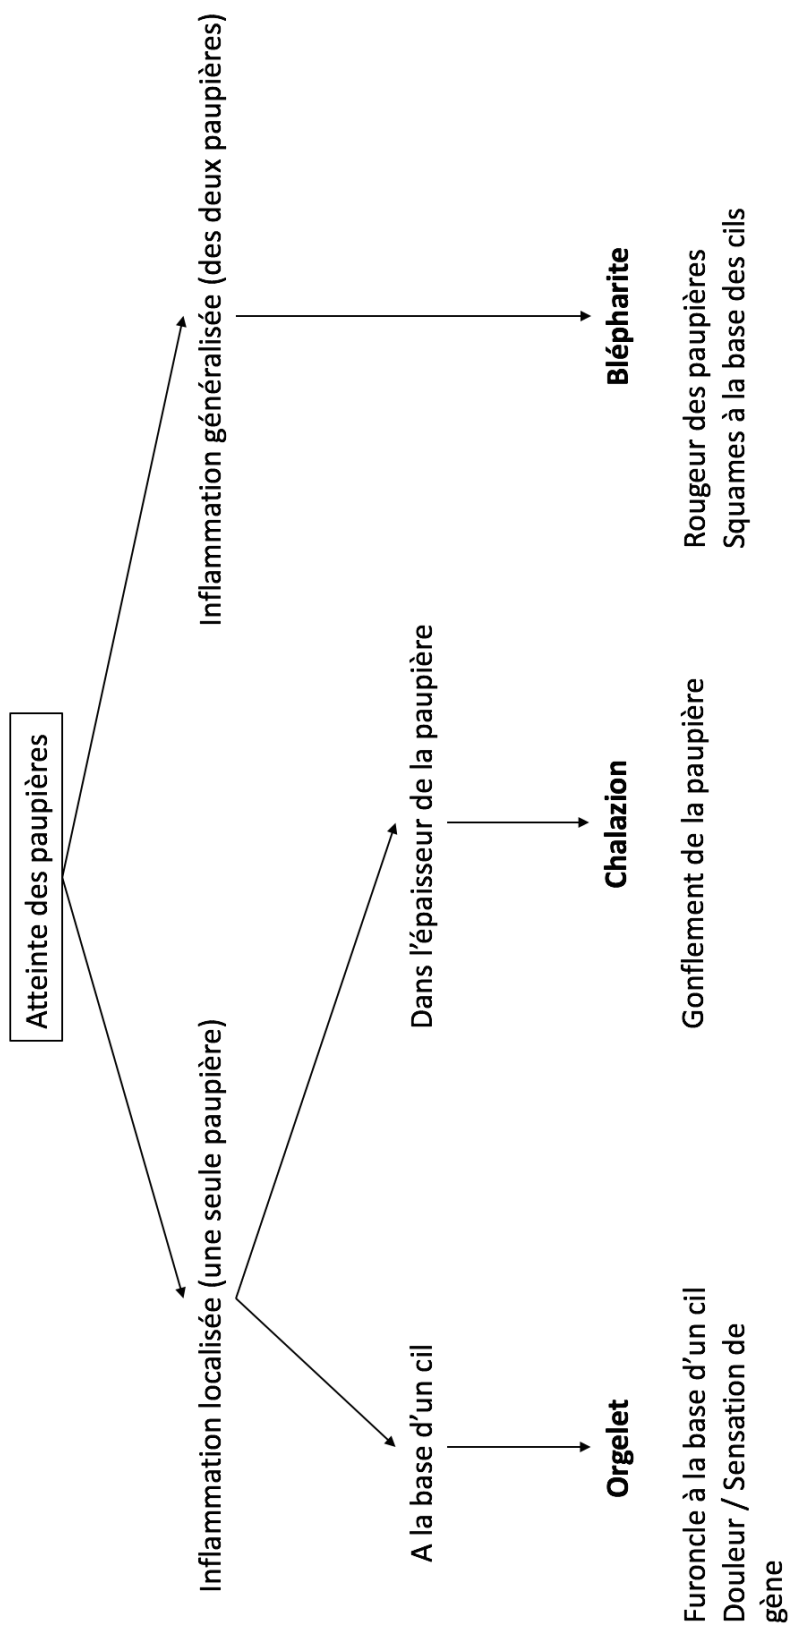 Atteinte des paupières
Inflammation localisée (une seule paupière)
Inflammation généralisée (des deux paupières)
A la base d'un cil
Dans l'épaisseur de la paupière
Orgelet
Chalazion
Blépharite
Furoncle à la base d'un cil
Douleur / Sensation de
gène
Gonflement de la paupière
Rougeur des paupières
Squames à la base des cils